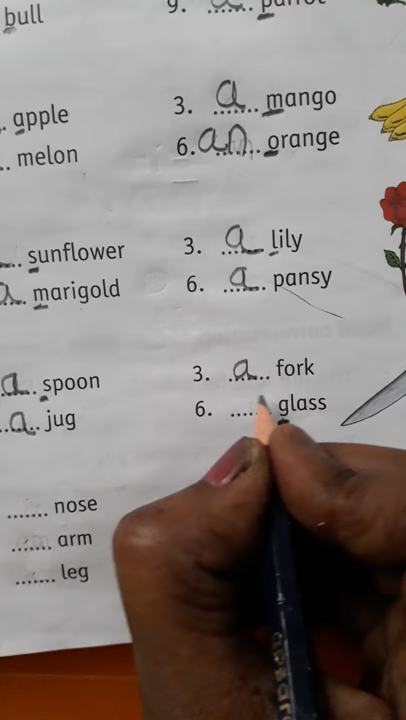 bull
9. ....... parrot
. apple
3. a mango
.. melon
6. an orange
... sunflower
3. a lily
a marigold
6. a pansy
a spoon
3. a fork
a jug
6. ..... glass
....... nose
....... arm
....... leg